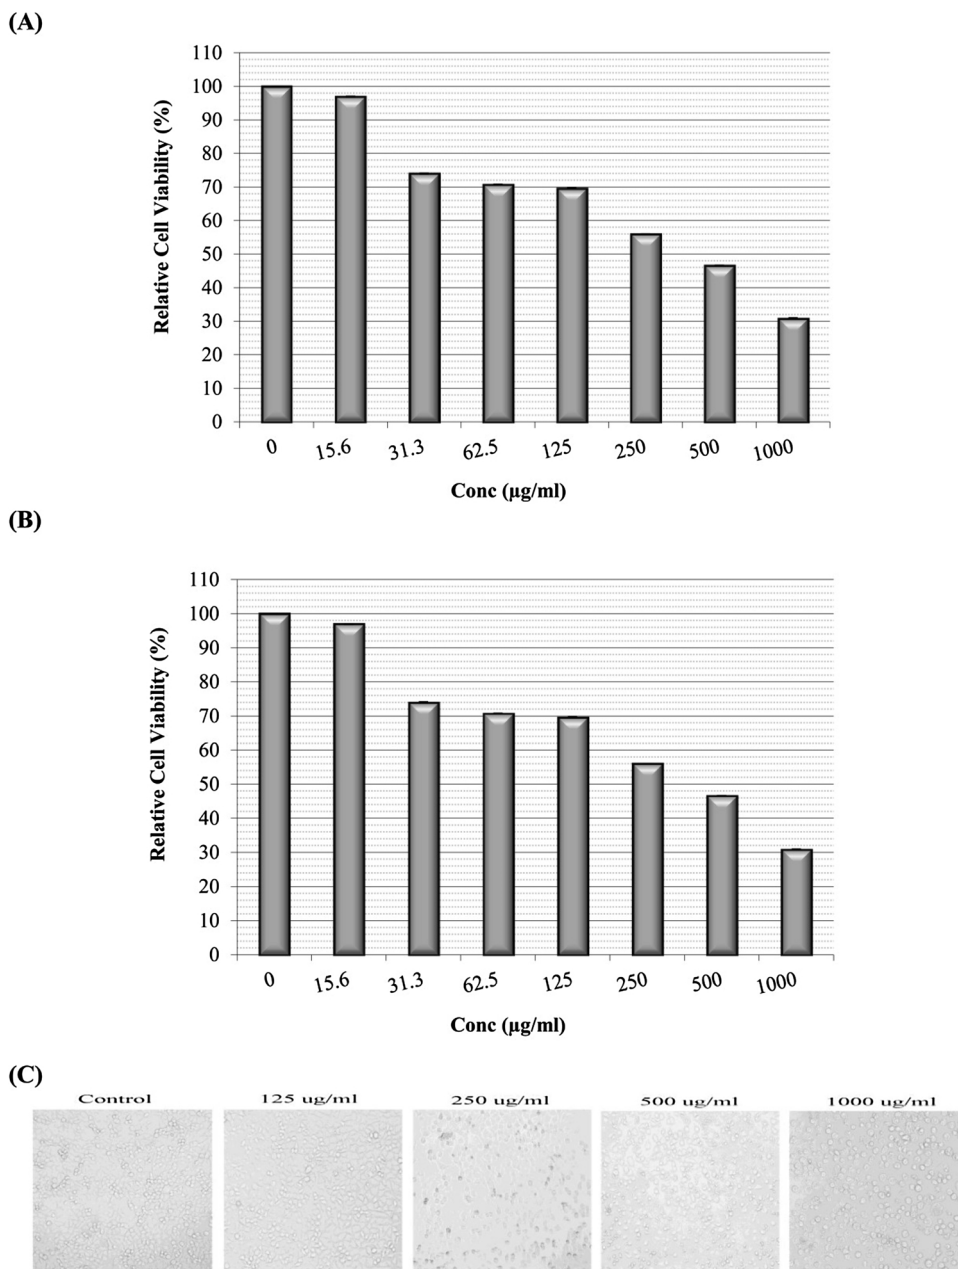 (A)
Relative Cell Viability (%)
110
100
90
80
70
60
50
40
30
20
10
0
0 15.6 31.3 62.5 125 250 500 1000
Conc (µg/ml)
(B)
Relative Cell Viability (%)
110
100
90
80
70
60
50
40
30
20
10
0
0 15.6 31.3 62.5 125 250 500 1000
Conc (µg/ml)
(C)
Control 125 ug/ml 250 ug/ml 500 ug/ml 1000 ug/ml